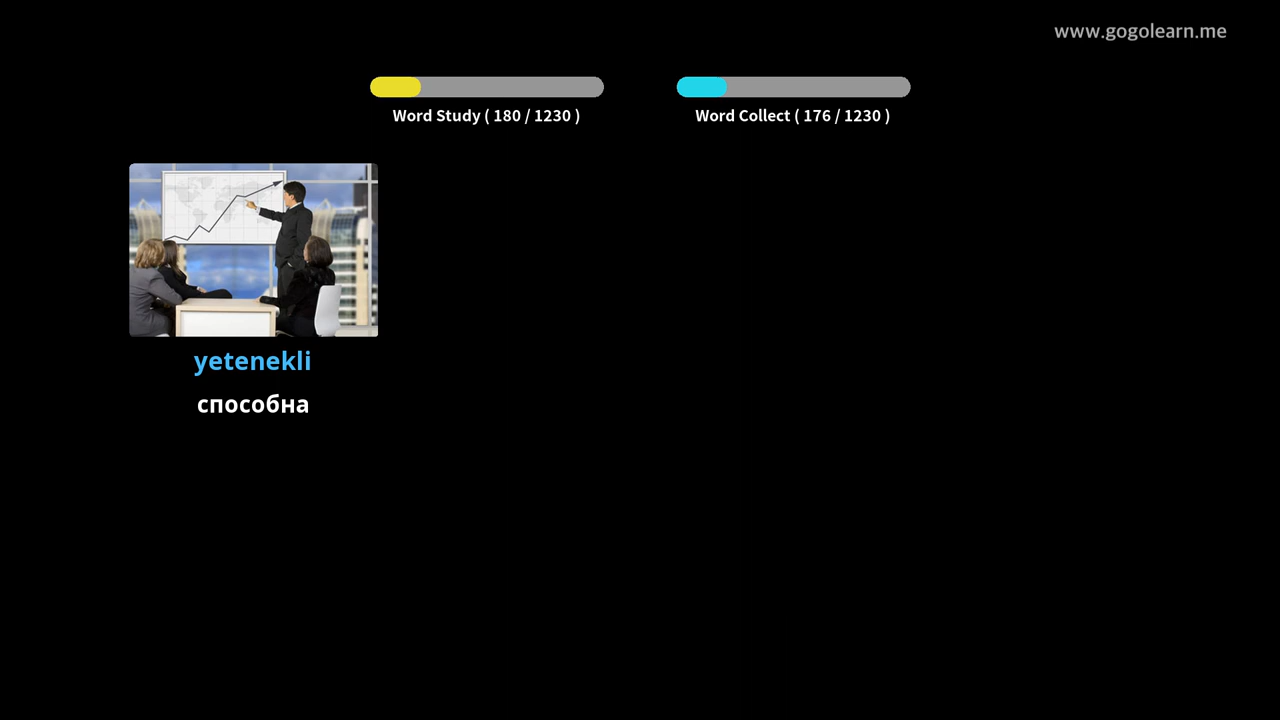 www.gogolearn.me
Word Study ( 180 / 1230 )
Word Collect ( 176 / 1230 )
yetenekli
способна